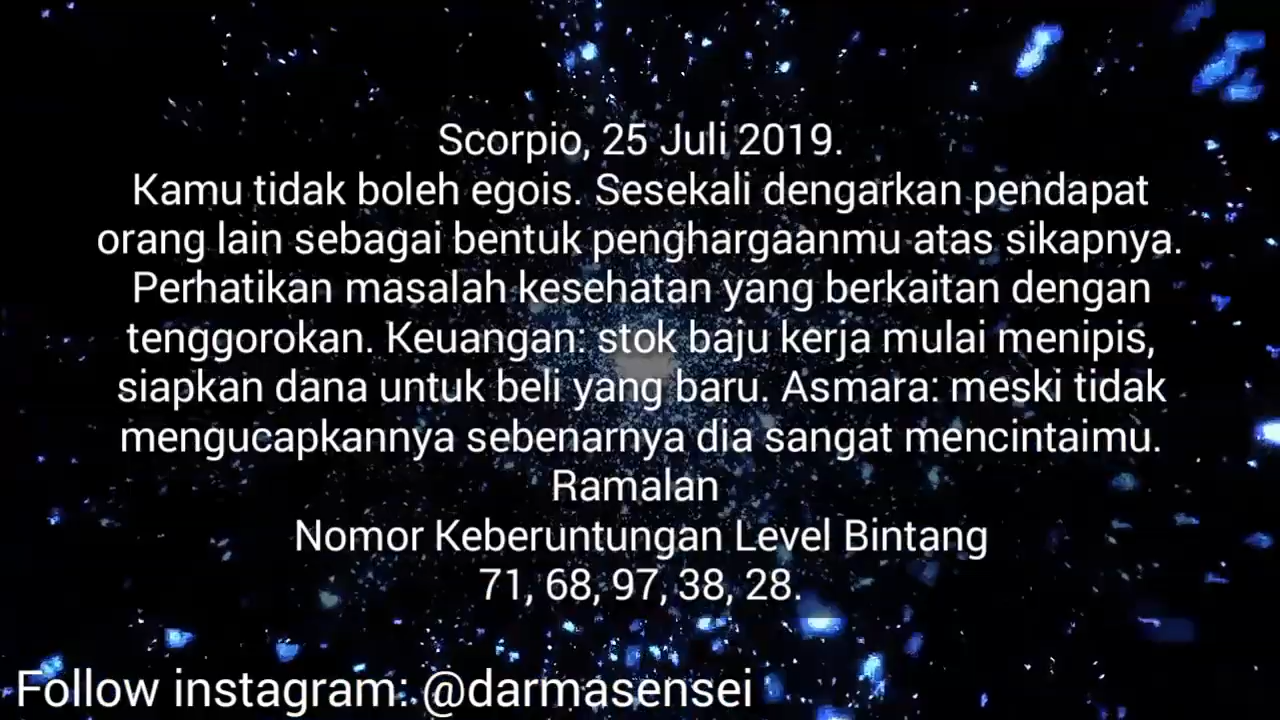 Scorpio, 25 Juli 2019.
Kamu tidak boleh egois. Sesekali dengarkan pendapat
orang lain sebagai bentuk penghargaanmu atas sikapnya.
Perhatikan masalah kesehatan yang berkaitan dengan
tenggorokan. Keuangan: stok baju kerja mulai menipis,
siapkan dana untuk beli yang baru. Asmara: meski tidak
mengucapkannya sebenarnya dia sangat mencintaimu.
Ramalan
Nomor Keberuntungan Level Bintang
71, 68, 97, 38, 28.
Follow instagram: @darmasensei